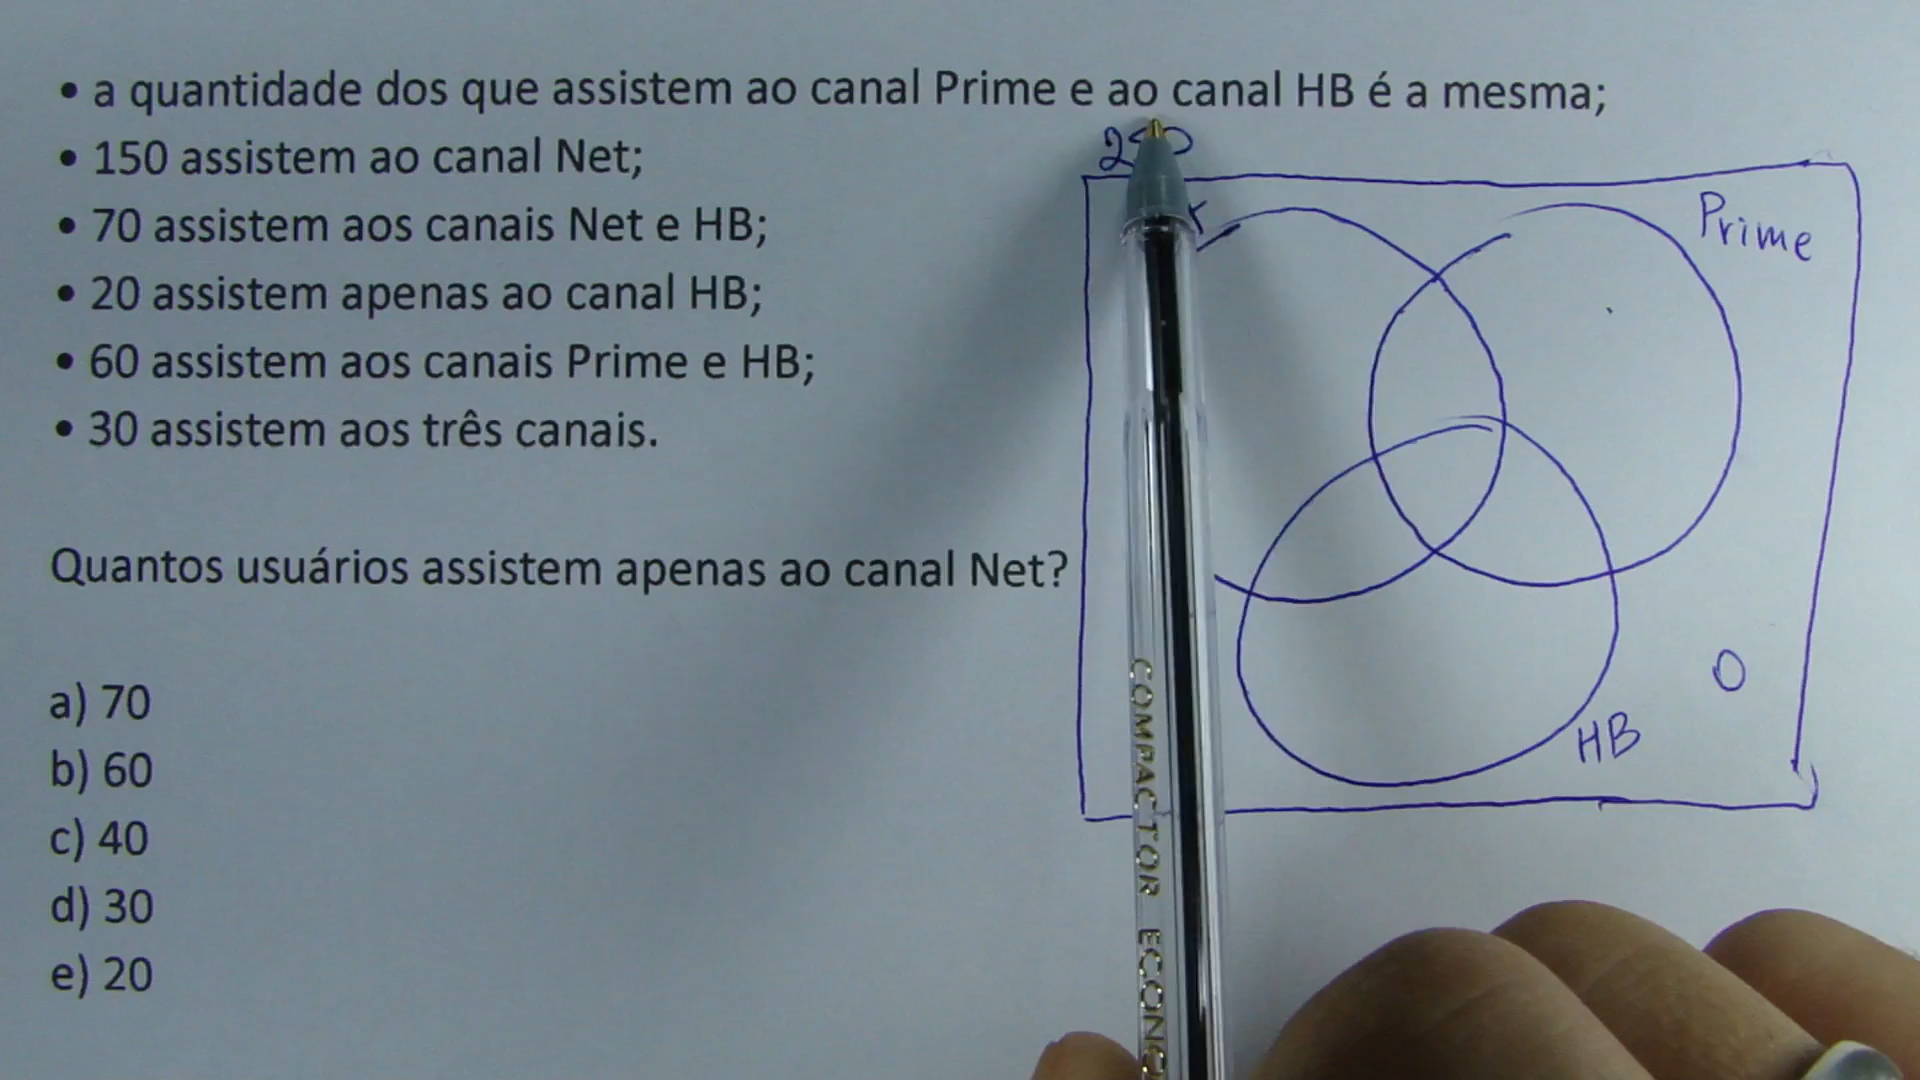 • a quantidade dos que assistem ao canal Prime e ao canal HB é a mesma;
• 150 assistem ao canal Net;
• 70 assistem aos canais Net e HB;
• 20 assistem apenas ao canal HB;
• 60 assistem aos canais Prime e HB;
• 30 assistem aos três canais.
Quantos usuários assistem apenas ao canal Net?
a) 70
b) 60
c) 40
d) 30
e) 20
Prime
O
HB
COMPACTOR